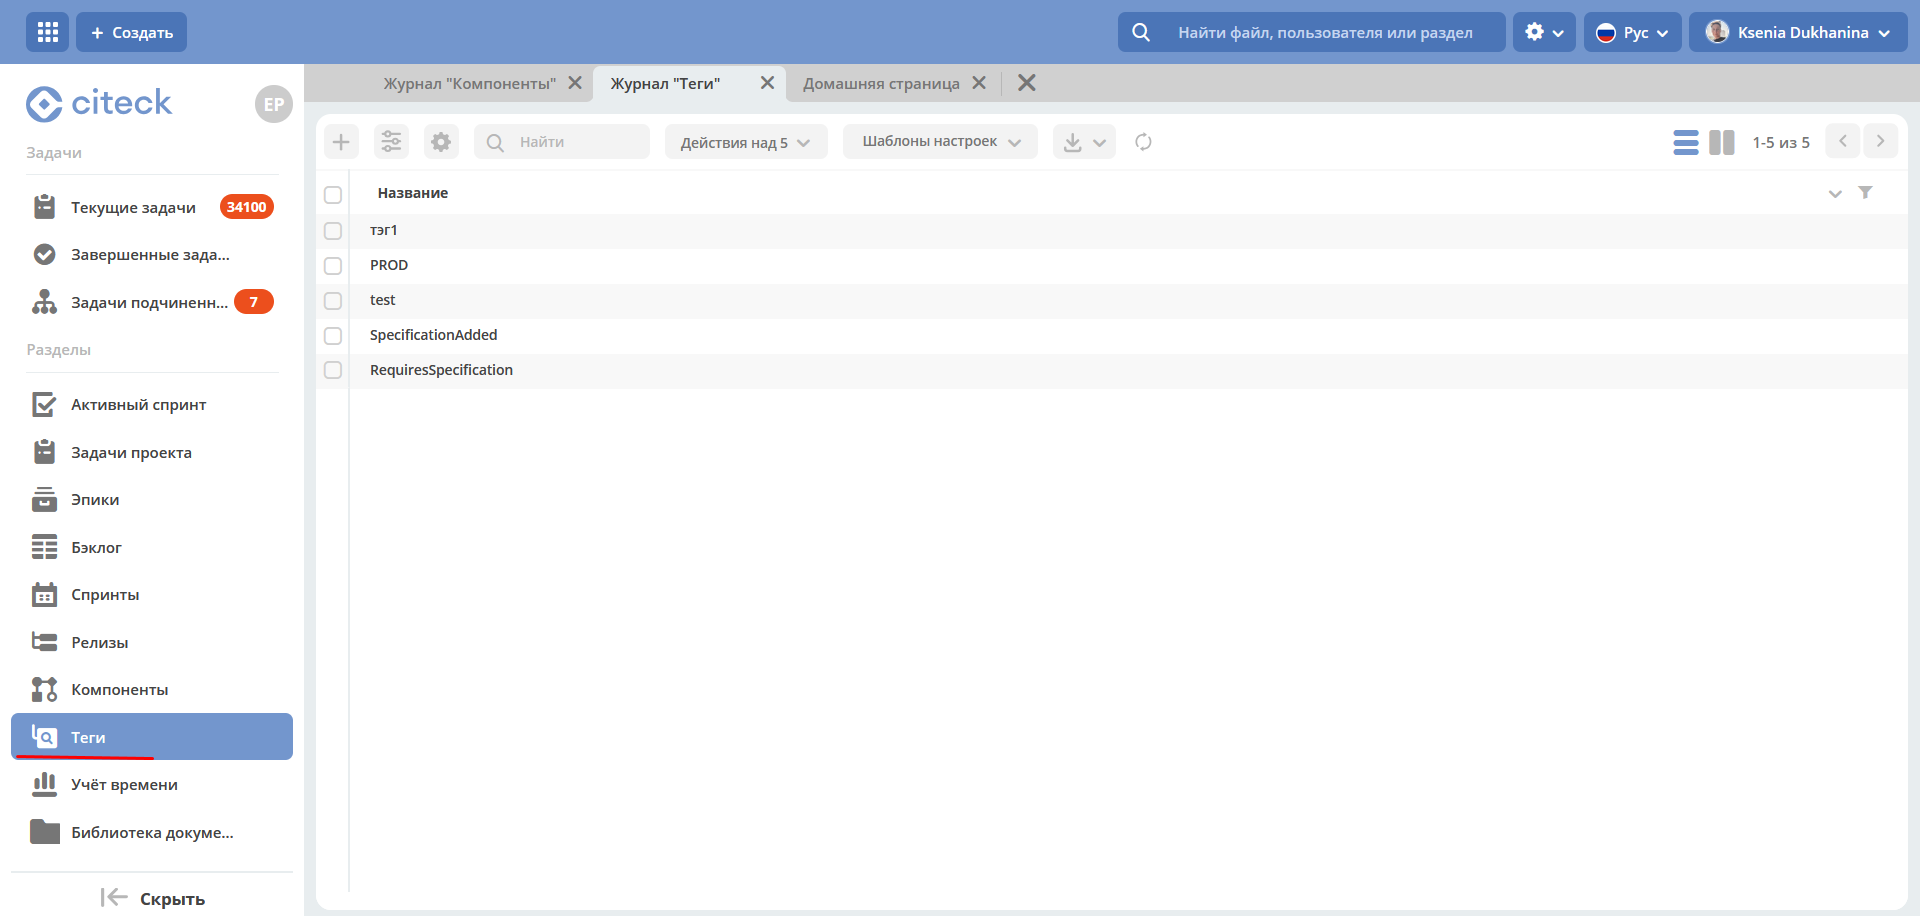 Создать
Найти файл, пользователя или раздел
Рус
Ksenia Dukhanina
citeck
EP
Журнал "Компоненты"
Журнал "Теги"
Домашняя страница
Найти
Действия над 5
Шаблоны настроек
1-5 из 5
Задачи
Текущие задачи
34100
Завершенные зада...
Задачи подчиненн...
7
Разделы
Активный спринт
Задачи проекта
Эпики
Бэклог
Спринты
Релизы
Компоненты
Теги
Учёт времени
Библиотека докуме...
Скрыть
Название
тэг1
PROD
test
SpecificationAdded
RequiresSpecification